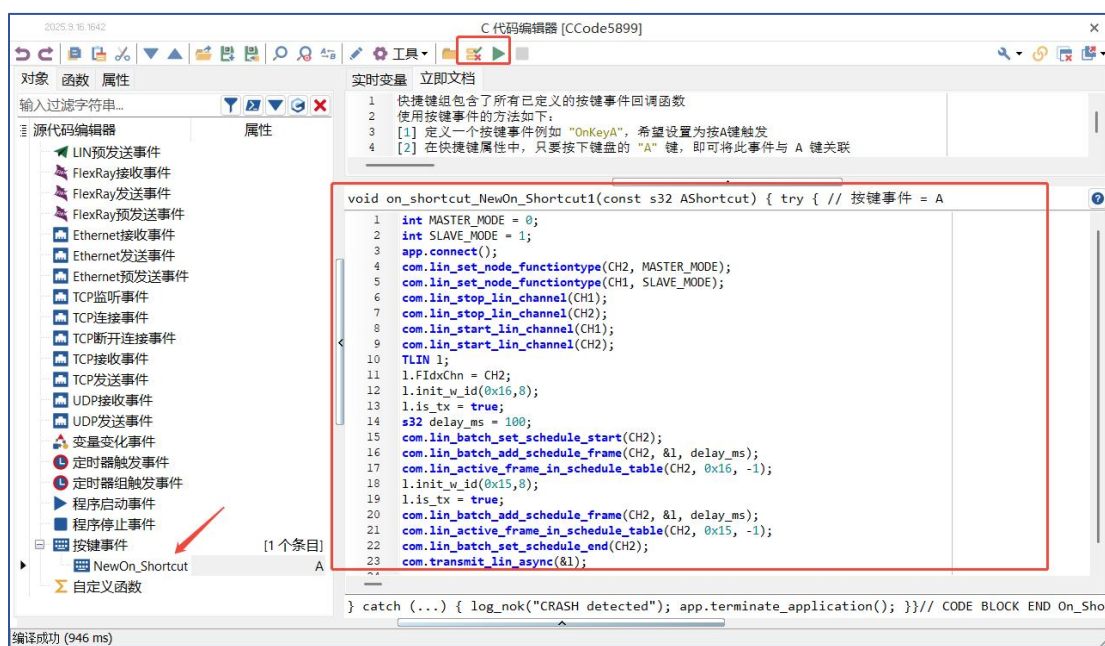 2025.9.16.1642
C 代码编辑器 [CCode5899]
工具
对象 函数 属性
实时变量 立即文档
输入过滤字符串...
1 快捷键组包含了所有已定义的按键事件回调函数
2 使用按键事件的方法如下：
3 [1] 定义一个按键事件例如 "OnKeyA", 希望设置为按A键触发
4 [2] 在快捷键属性中, 只要按下键盘的 "A" 键, 即可将此事件与 A 键关联
源代码编辑器 属性
LIN预发送事件
FlexRay接收事件
FlexRay发送事件
FlexRay预发送事件
Ethernet接收事件
Ethernet发送事件
Ethernet预发送事件
TCP监听事件
TCP连接事件
TCP断开连接事件
TCP接收事件
TCP发送事件
UDP接收事件
UDP发送事件
变量变化事件
定时器触发事件
定时器组触发事件
程序启动事件
程序停止事件
按键事件 [1 个条目]
NewOn_Shortcut A
自定义函数
void on_shortcut_NewOn_Shortcut1(const s32 AShortcut) { try { // 按键事件 = A
1 int MASTER_MODE = 0;
2 int SLAVE_MODE = 1;
3 app.connect();
4 com.lin_set_node_functiontype(CH2, MASTER_MODE);
5 com.lin_set_node_functiontype(CH1, SLAVE_MODE);
6 com.lin_stop_lin_channel(CH1);
7 com.lin_stop_lin_channel(CH2);
8 com.lin_start_lin_channel(CH1);
9 com.lin_start_lin_channel(CH2);
10 TLIN l;
11 l.FIdxChn = CH2;
12 l.init_w_id(0x16,8);
13 l.is_tx = true;
14 s32 delay_ms = 100;
15 com.lin_batch_set_schedule_start(CH2);
16 com.lin_batch_add_schedule_frame(CH2, &l, delay_ms);
17 com.lin_active_frame_in_schedule_table(CH2, 0x16, -1);
18 l.init_w_id(0x15,8);
19 l.is_tx = true;
20 com.lin_batch_add_schedule_frame(CH2, &l, delay_ms);
21 com.lin_active_frame_in_schedule_table(CH2, 0x15, -1);
22 com.lin_batch_set_schedule_end(CH2);
23 com.transmit_lin_async(&l);
} catch (...) { log_nok("CRASH detected"); app.terminate_application(); }}// CODE BLOCK END On_Sho
编译成功 (946 ms)